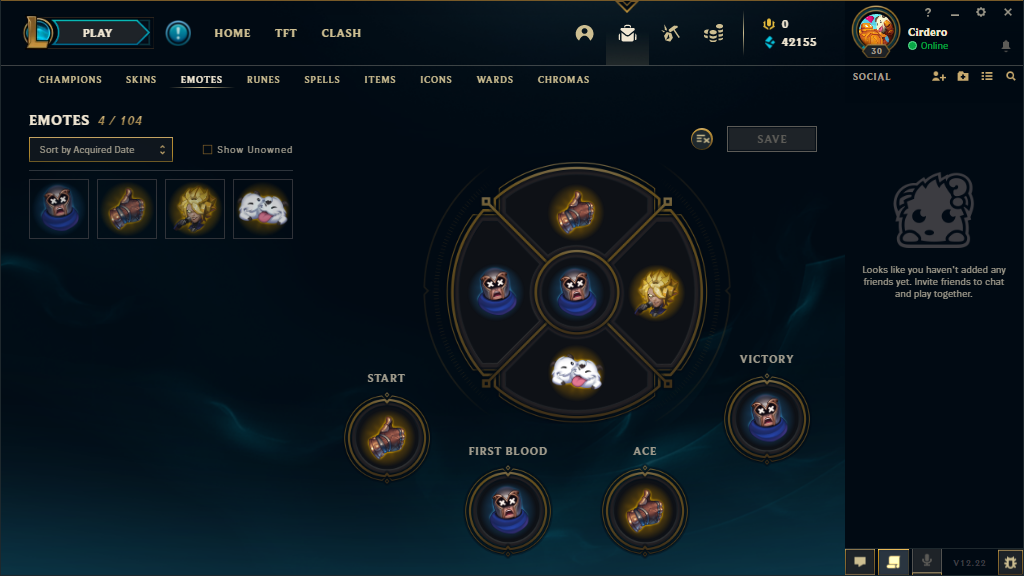 PLAY
HOME
TFT
CLASH
0
42155
30
?
Cirdero
Online
CHAMPIONS
SKINS
EMOTES
RUNES
SPELLS
ITEMS
ICONS
WARDS
CHROMAS
SOCIAL
EMOTES 4 / 104
Sort by Acquired Date
Show Unowned
SAVE
START
FIRST BLOOD
ACE
VICTORY
Looks like you haven't added any
friends yet. Invite friends to chat
and play together.
V12.22